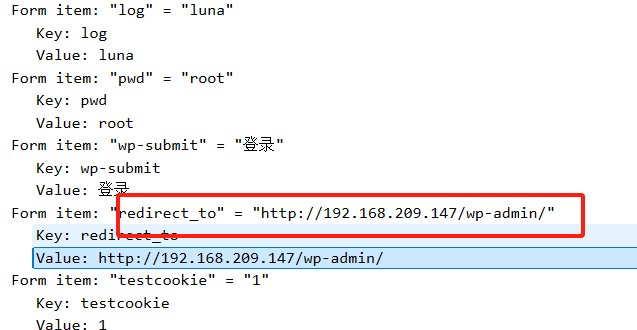 Form item: "log" = "luna"
Key: log
Value: luna
Form item: "pwd" = "root"
Key: pwd
Value: root
Form item: "wp-submit" = "登录"
Key: wp-submit
Value: 登录
Form item: "redirect_to" = "http://192.168.209.147/wp-admin/"
Key: redirect_to
Value: http://192.168.209.147/wp-admin/
Form item: "testcookie" = "1"
Key: testcookie
Value: 1